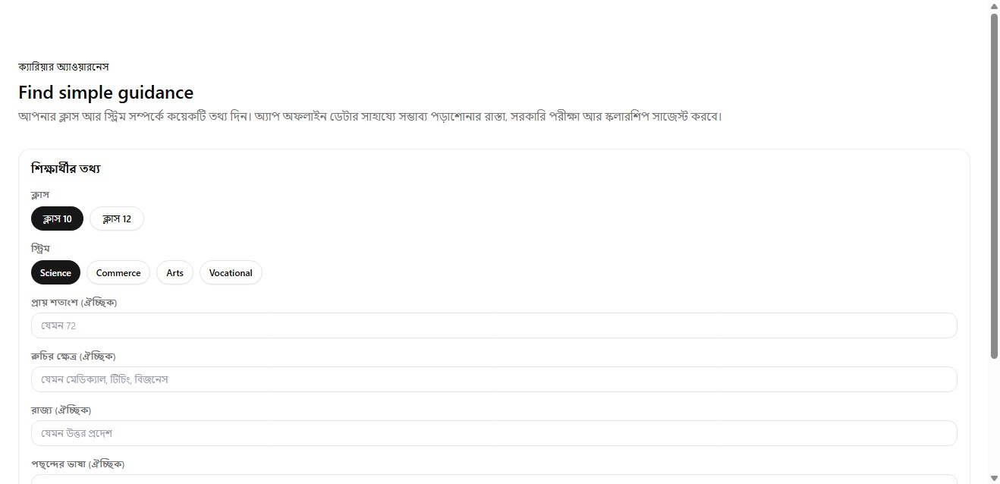 ক্যারিয়ার অ্যাওয়ারনেস
Find simple guidance
আপনার ক্লাস আর স্ট্রিম সম্পর্কে কয়েকটি তথ্য দিন। অ্যাপ অফলাইন ডেটার সাহায্যে সম্ভাব্য পড়াশোনার রাস্তা, সরকারি পরীক্ষা আর স্কলারশিপ সাজেস্ট করবে।
শিক্ষার্থীর তথ্য
ক্লাস
ক্লাস 10 ক্লাস 12
স্ট্রিম
Science Commerce Arts Vocational
প্রায় শতাংশ (ঐচ্ছিক)
যেমন 72
রুচির ক্ষেত্র (ঐচ্ছিক)
যেমন মেডিক্যাল, টিচিং, বিজনেস
রাজ্য (ঐচ্ছিক)
যেমন উত্তর প্রদেশ
পছন্দের ভাষা (ঐচ্ছিক)